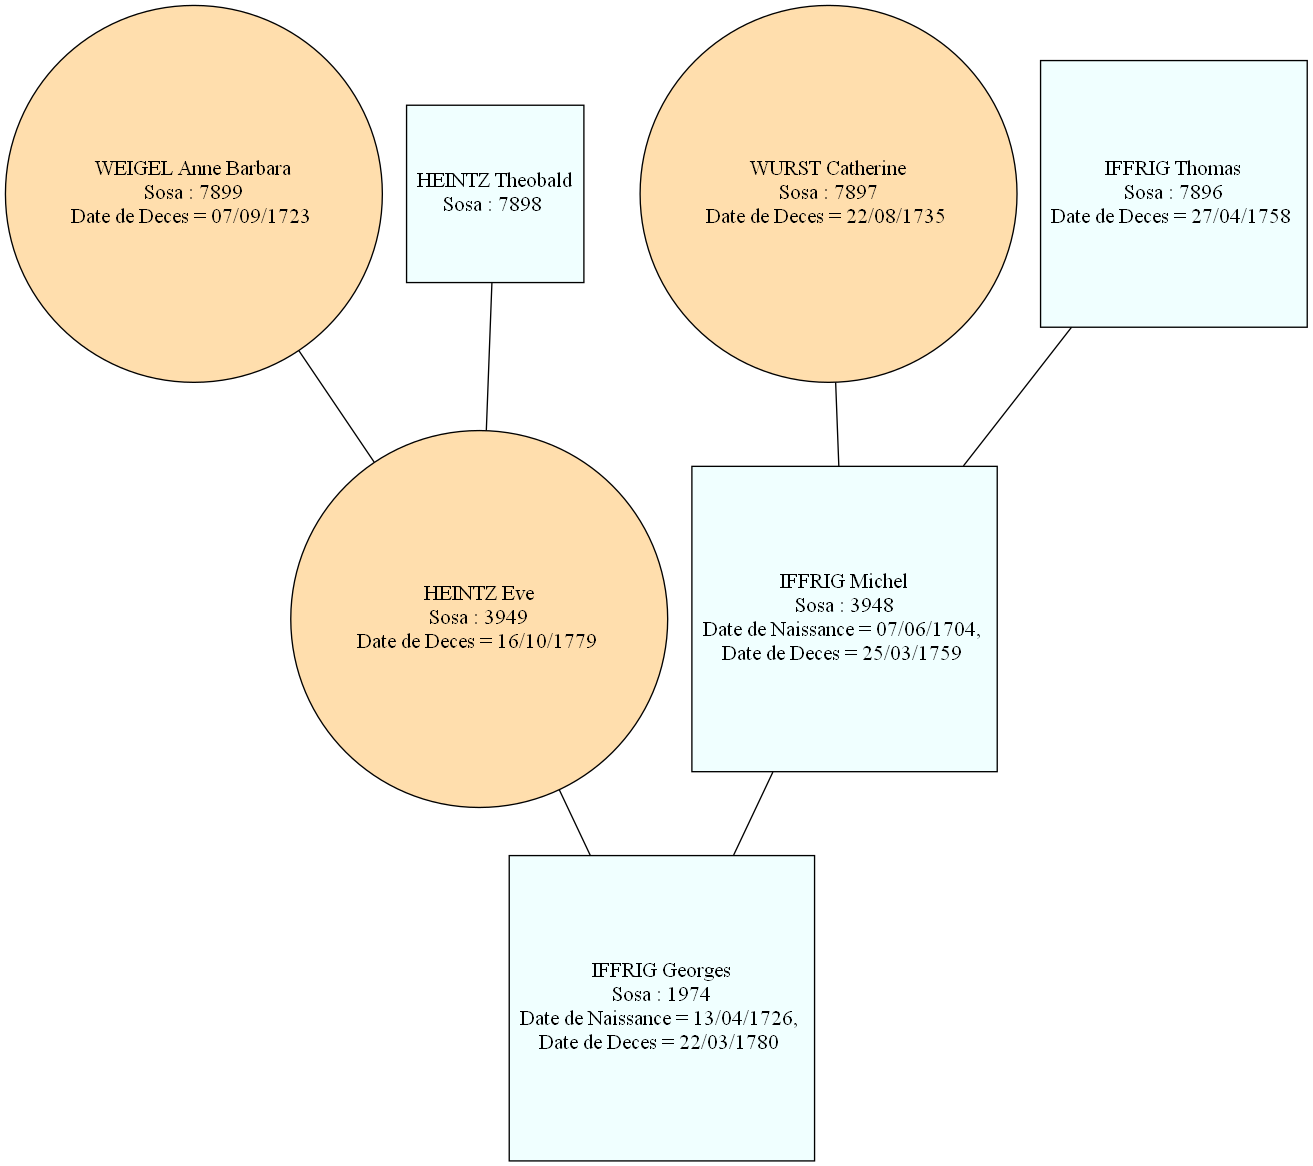 WEIGEL Anne Barbara
Sosa : 7899
Date de Deces = 07/09/1723
HEINTZ Theobald
Sosa : 7898
WURST Catherine
Sosa : 7897
Date de Deces = 22/08/1735
IFFRIG Thomas
Sosa : 7896
Date de Deces = 27/04/1758
HEINTZ Eve
Sosa : 3949
Date de Deces = 16/10/1779
IFFRIG Michel
Sosa : 3948
Date de Naissance = 07/06/1704,
Date de Deces = 25/03/1759
IFFRIG Georges
Sosa : 1974
Date de Naissance = 13/04/1726,
Date de Deces = 22/03/1780